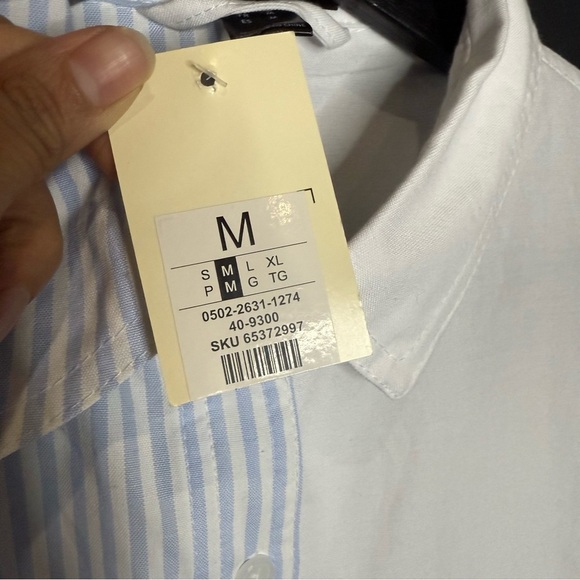 M
S M L XL
P M G TG
0502-2631-1274
40-9300
SKU 65372997